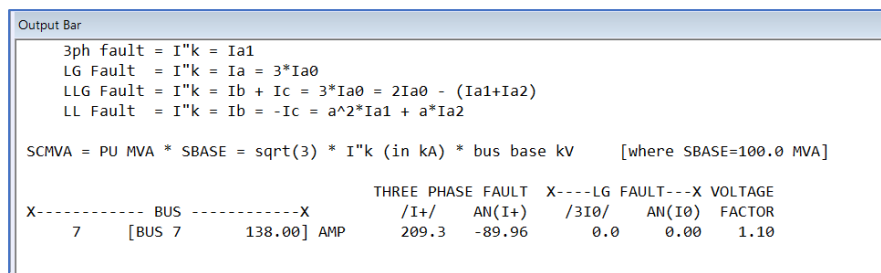 Output Bar
3ph fault = I"k = Ia1
LG Fault  = I"k = Ia = 3*Ia0
LLG Fault = I"k = Ib + Ic = 3*Ia0 = 2Ia0 - (Ia1+Ia2)
LL Fault  = I"k = Ib = -Ic = a^2*Ia1 + a*Ia2
SCMVA = PU MVA * SBASE = sqrt(3) * I"k (in kA) * bus base kV     [where SBASE=100.0 MVA]
THREE PHASE FAULT  X----LG FAULT---X VOLTAGE
X------------ BUS ------------X          /I+/    AN(I+)    /3I0/   AN(I0)  FACTOR
7     [BUS 7       138.00] AMP       209.3   -89.96      0.0     0.00    1.10